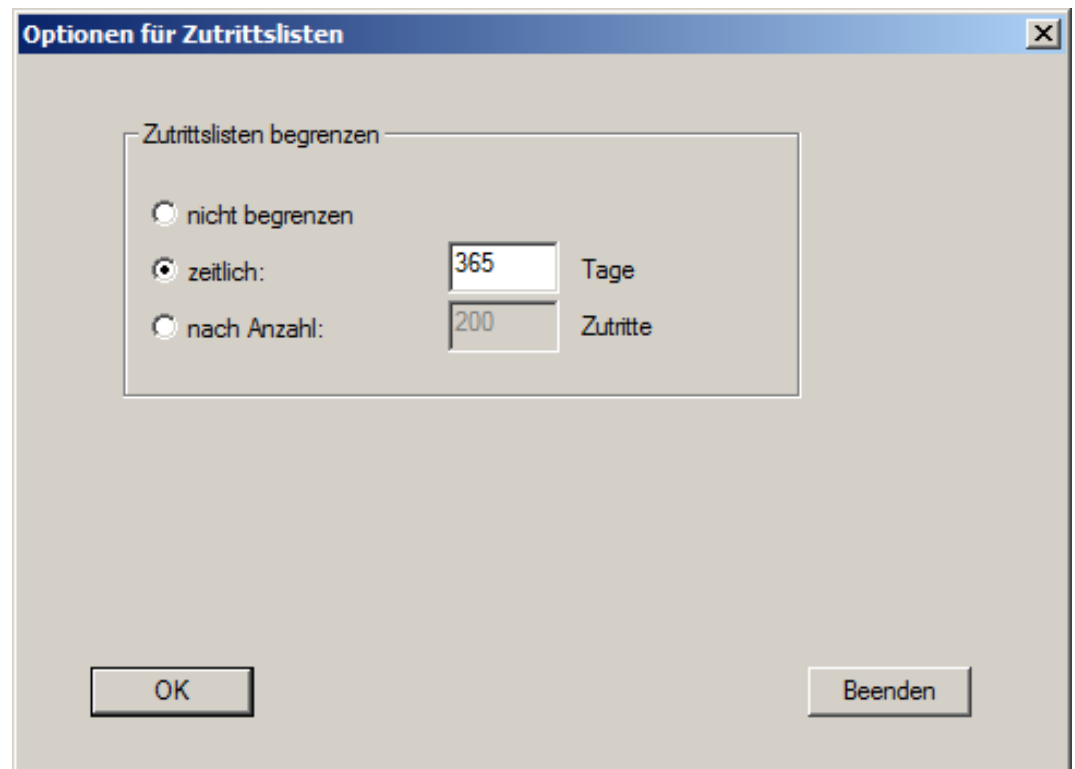 Optionen für Zutrittslisten
Zutrittslisten begrenzen
nicht begrenzen
zeitlich: 365 Tage
nach Anzahl: 200 Zutritte
OK Beenden